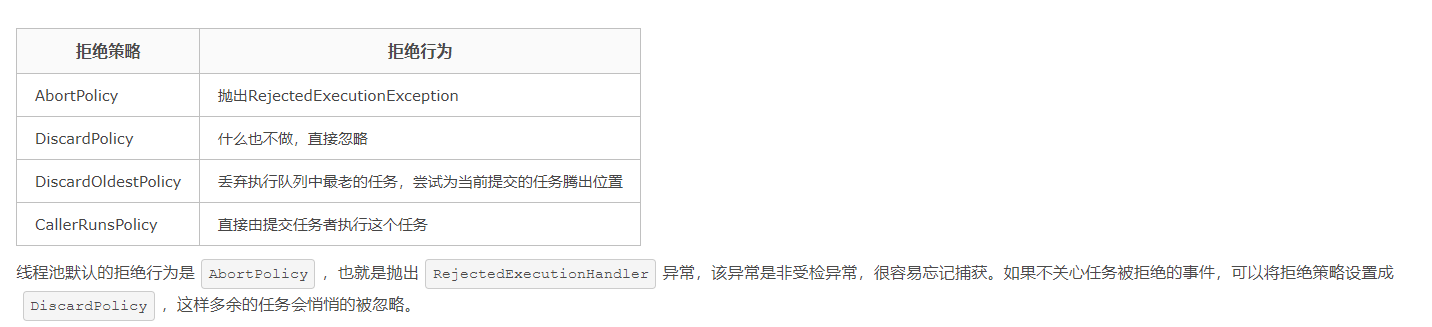 拒绝策略 拒绝行为
AbortPolicy 抛出RejectedExecutionException
DiscardPolicy 什么也不做，直接忽略
DiscardOldestPolicy 丢弃执行队列中最老的任务，尝试为当前提交的任务腾出位置
CallerRunsPolicy 直接由提交任务者执行这个任务
线程池默认的拒绝行为是 AbortPolicy ，也就是抛出 RejectedExecutionHandler 异常，该异常是非受检异常，很容易忘记捕获。如果不关心任务被拒绝的事件，可以将拒绝策略设置成
DiscardPolicy ，这样多余的任务会悄悄的被忽略。